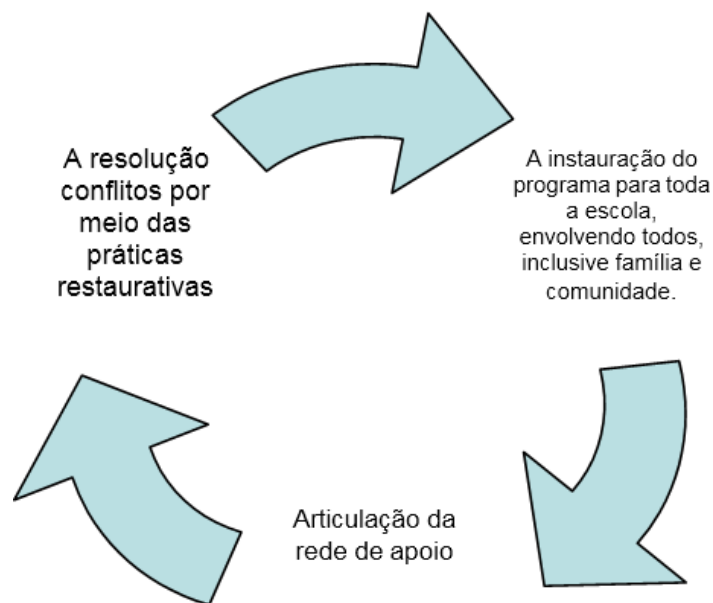 A resolução
conflitos por
meio das
práticas
restaurativas
A instauração do
programa para toda
a escola,
envolvendo todos,
inclusive família e
comunidade.
Articulação da
rede de apoio